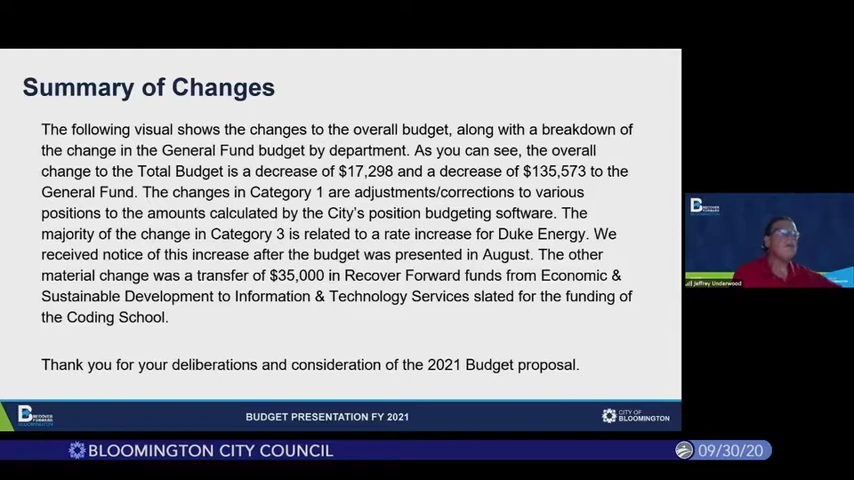 Summary of Changes
The following visual shows the changes to the overall budget, along with a breakdown of
the change in the General Fund budget by department. As you can see, the overall
change to the Total Budget is a decrease of $17,298 and a decrease of $135,573 to the
General Fund. The changes in Category 1 are adjustments/corrections to various
positions to the amounts calculated by the City's position budgeting software. The
majority of the change in Category 3 is related to a rate increase for Duke Energy. We
received notice of this increase after the budget was presented in August. The other
material change was a transfer of $35,000 in Recover Forward funds from Economic &
Sustainable Development to Information & Technology Services slated for the funding of
the Coding School.
Thank you for your deliberations and consideration of the 2021 Budget proposal.
RECOVER
FORWARD
BLOOMINGTON
Jeffrey Underwood
B
RECOVER
FORWARD
BLOOMINGTON
BUDGET PRESENTATION FY 2021
CITY OF
BLOOMINGTON
BLOOMINGTON CITY COUNCIL
09/30/20